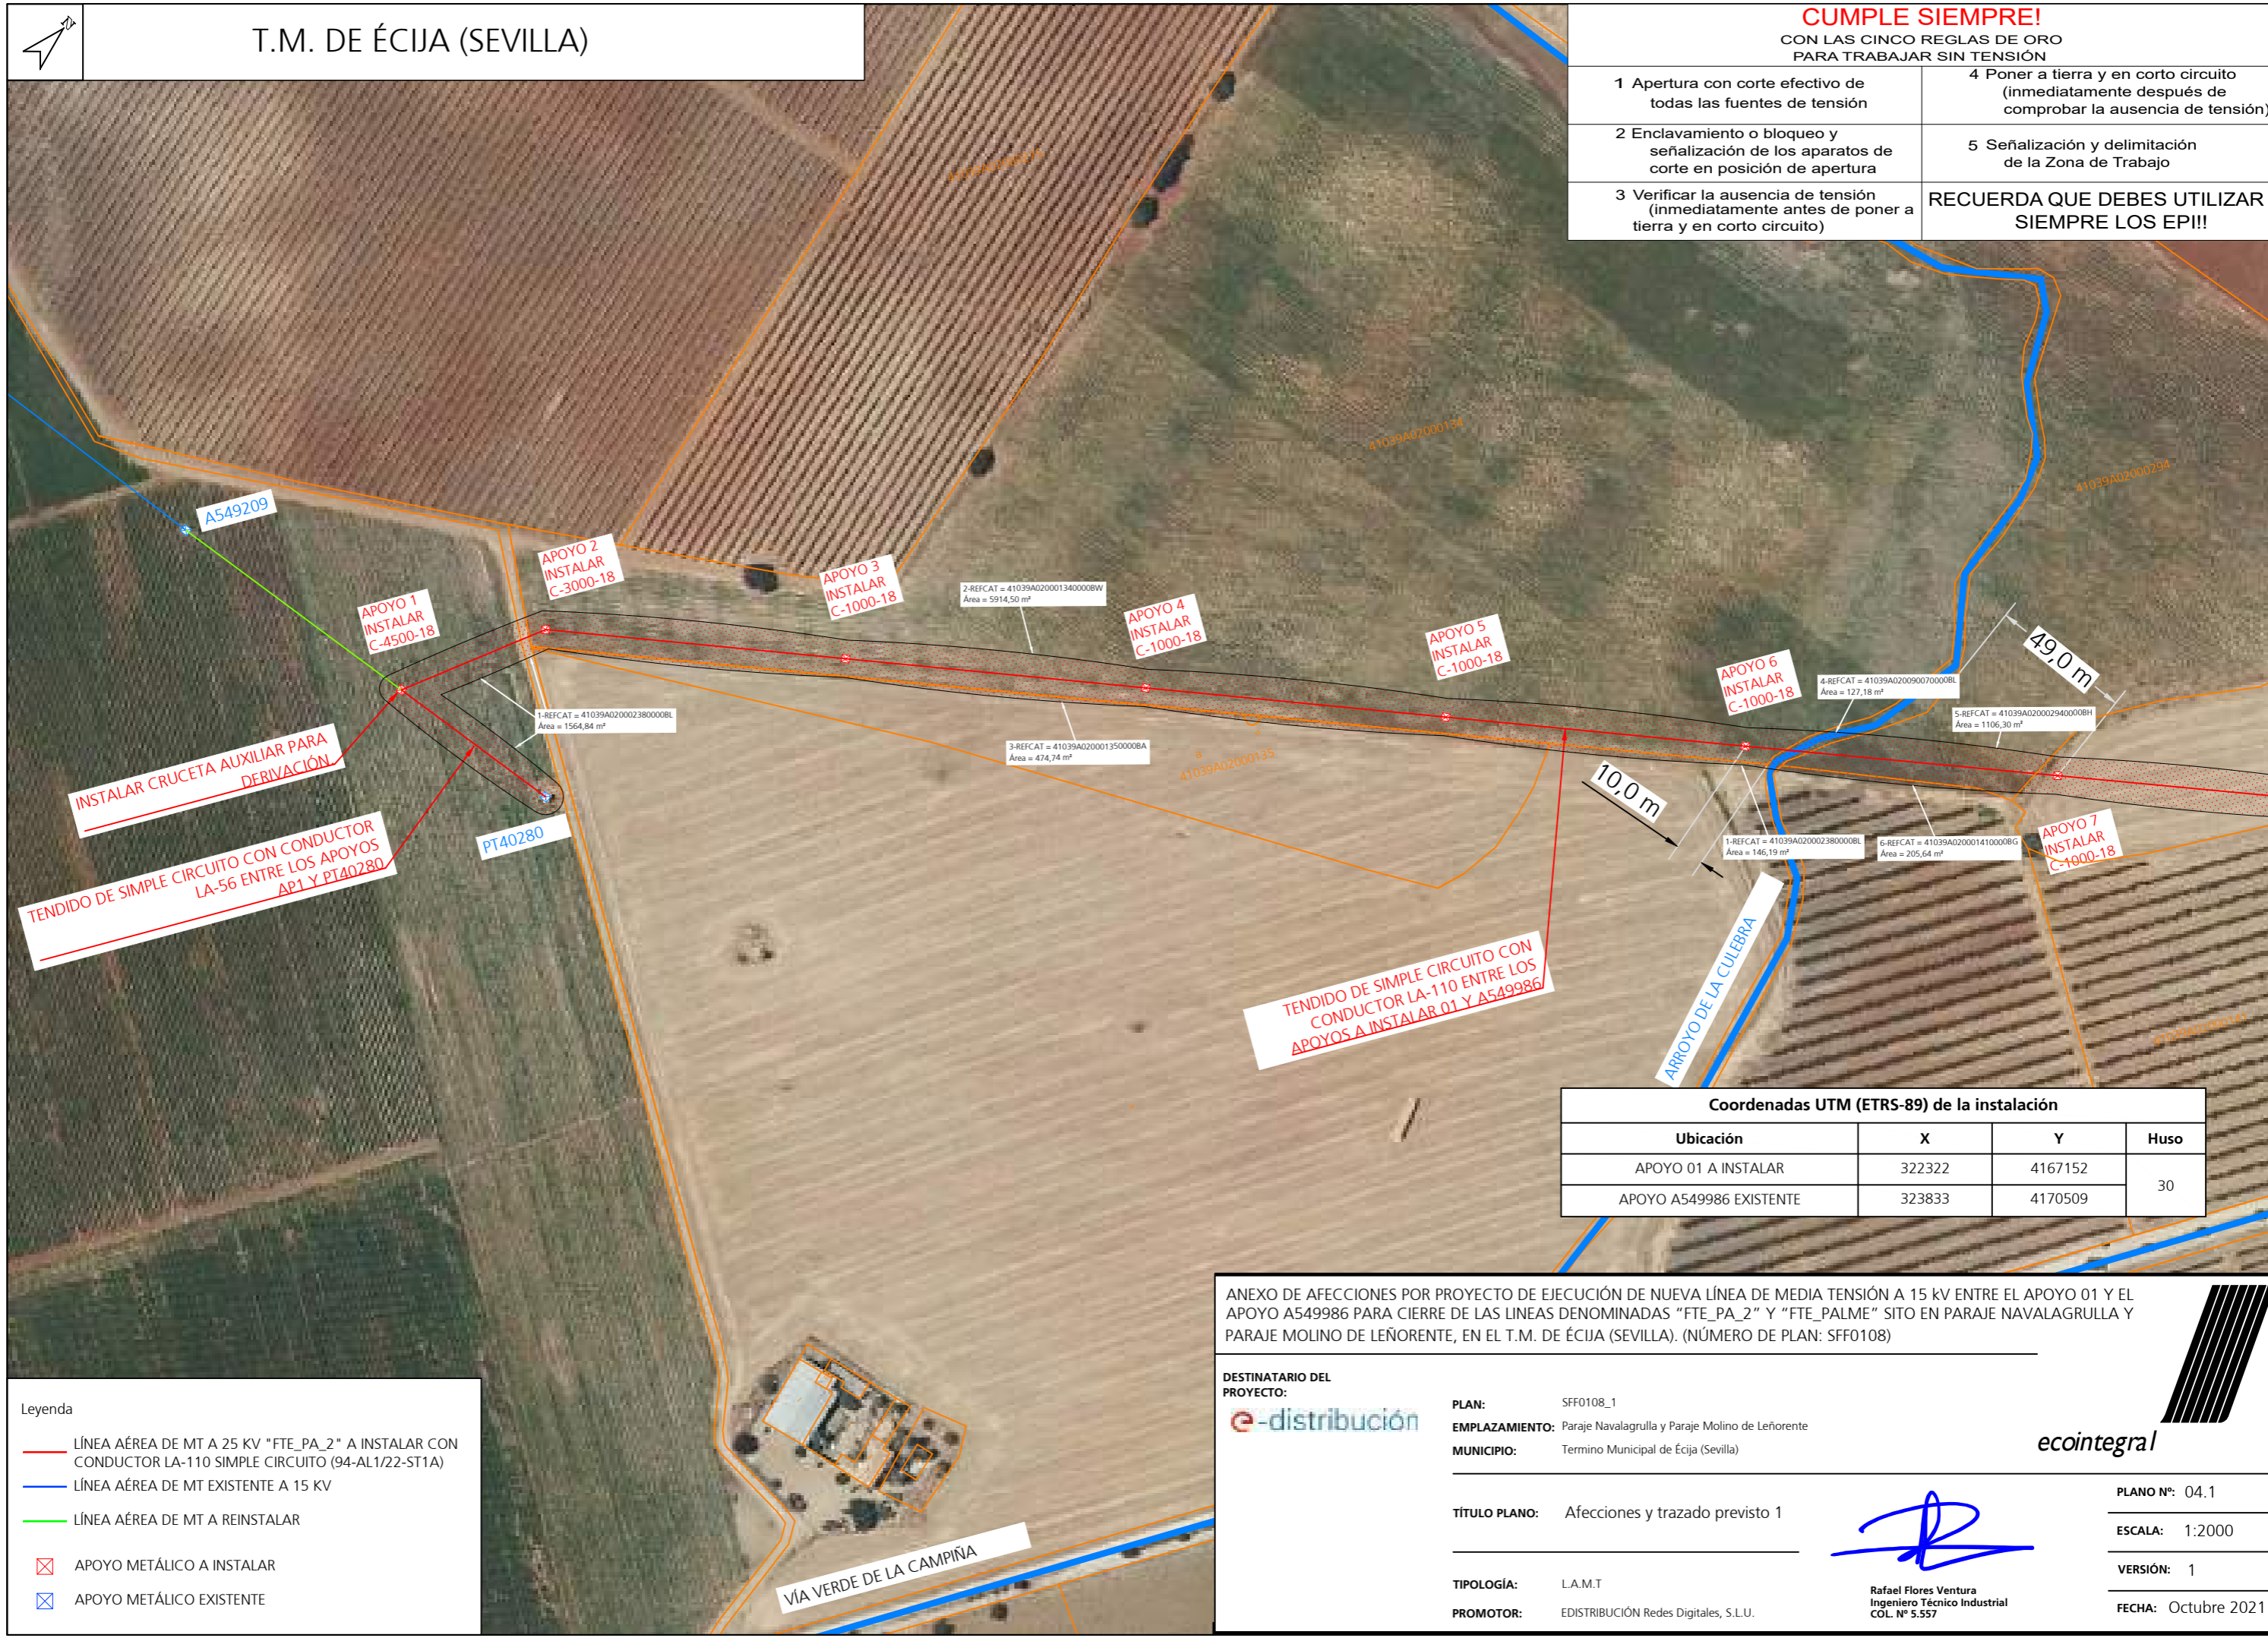 T.M. DE ÉCIJA (SEVILLA)
N
CUMPLE SIEMPRE!
CON LAS CINCO REGLAS DE ORO
PARA TRABAJAR SIN TENSIÓN
1 Apertura con corte efectivo de
todas las fuentes de tensión
4 Poner a tierra y en corto circuito
(inmediatamente después de
comprobar la ausencia de tensión)
2 Enclavamiento o bloqueo y
señalización de los aparatos de
corte en posición de apertura
5 Señalización y delimitación
de la Zona de Trabajo
3 Verificar la ausencia de tensión
(inmediatamente antes de poner a
tierra y en corto circuito)
RECUERDA QUE DEBES UTILIZAR
SIEMPRE LOS EPI!!
41039A02000134
41039A02000294
A549209
APOYO 1
INSTALAR
C-4500-18
APOYO 2
INSTALAR
C-3000-18
APOYO 3
INSTALAR
C-1000-18
2-REFCAT = 41039A020001340000BW
Área = 5914,50 m²
APOYO 4
INSTALAR
C-1000-18
APOYO 5
INSTALAR
C-1000-18
APOYO 6
INSTALAR
C-1000-18
4-REFCAT = 41039A020090070000BL
Área = 127,18 m²
49,0 m
5-REFCAT = 41039A020002940000BH
Área = 1106,30 m²
1-REFCAT = 41039A020002380000BL
Área = 1564,84 m²
3-REFCAT = 41039A020001350000BA
Área = 474,74 m²
41039A02000135
10,0 m
1-REFCAT = 41039A020002380000BL
Área = 146,19 m²
6-REFCAT = 41039A020001410000BG
Área = 205,64 m²
APOYO 7
INSTALAR
C-1000-18
INSTALAR CRUCETA AUXILIAR PARA
DERIVACIÓN
PT40280
TENDIDO DE SIMPLE CIRCUITO CON CONDUCTOR
LA-56 ENTRE LOS APOYOS
AP1 Y PT40280
TENDIDO DE SIMPLE CIRCUITO CON
CONDUCTOR LA-110 ENTRE LOS
APOYOS A INSTALAR 01 Y A549986
ARROYO DE LA CULEBRA
Coordenadas UTM (ETRS-89) de la instalación
Ubicación X Y Huso
APOYO 01 A INSTALAR 322322 4167152
30
APOYO A549986 EXISTENTE 323833 4170509
VÍA VERDE DE LA CAMPIÑA
Leyenda
LÍNEA AÉREA DE MT A 25 KV "FTE_PA_2" A INSTALAR CON
CONDUCTOR LA-110 SIMPLE CIRCUITO (94-AL1/22-ST1A)
LÍNEA AÉREA DE MT EXISTENTE A 15 KV
LÍNEA AÉREA DE MT A REINSTALAR
APOYO METÁLICO A INSTALAR
APOYO METÁLICO EXISTENTE
ANEXO DE AFECCIONES POR PROYECTO DE EJECUCIÓN DE NUEVA LÍNEA DE MEDIA TENSIÓN A 15 kV ENTRE EL APOYO 01 Y EL
APOYO A549986 PARA CIERRE DE LAS LINEAS DENOMINADAS "FTE_PA_2" Y "FTE_PALME" SITO EN PARAJE NAVALAGRULLA Y
PARAJE MOLINO DE LEÑORENTE, EN EL T.M. DE ÉCIJA (SEVILLA). (NÚMERO DE PLAN: SFF0108)
DESTINATARIO DEL
PROYECTO:
e-distribución
PLAN: SFF0108_1
EMPLAZAMIENTO: Paraje Navalagrulla y Paraje Molino de Leñorente
MUNICIPIO: Termino Municipal de Écija (Sevilla)
ecointegral
TÍTULO PLANO: Afecciones y trazado previsto 1
TIPOLOGÍA: L.A.M.T
PROMOTOR: EDISTRIBUCIÓN Redes Digitales, S.L.U.
Rafael Flores Ventura
Ingeniero Técnico Industrial
COL. Nº 5.557
PLANO Nº: 04.1
ESCALA: 1:2000
VERSIÓN: 1
FECHA: Octubre 2021